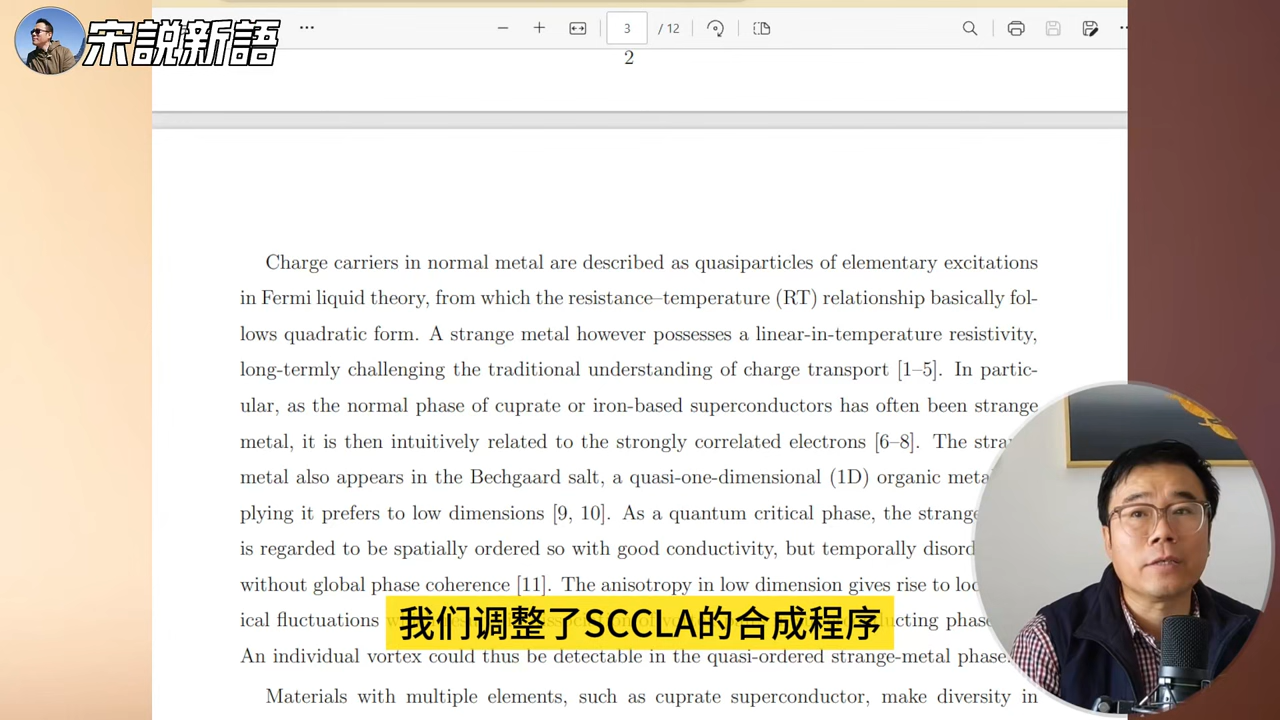 宋說新語
3 / 12
2
Charge carriers in normal metal are described as quasiparticles of elementary excitations
in Fermi liquid theory, from which the resistance–temperature (RT) relationship basically fol-
lows quadratic form. A strange metal however possesses a linear-in-temperature resistivity,
long-termly challenging the traditional understanding of charge transport [1–5]. In partic-
ular, as the normal phase of cuprate or iron-based superconductors has often been strange
metal, it is then intuitively related to the strongly correlated electrons [6–8]. The
metal also appears in the Bechgaard salt, a quasi-one-dimensional (1D) organic
plying it prefers to low dimensions [9, 10]. As a quantum critical phase, the strange
is regarded to be spatially ordered so with good conductivity, but temporally
without global phase coherence [11]. The anisotropy in low dimension gives rise to
ical fluctuations phase
我们调整了SCCLA的合成程序
An individual vortex could thus be detectable in the quasi-ordered strange-metal phase.
Materials with multiple elements, such as cuprate superconductor, make diversity in